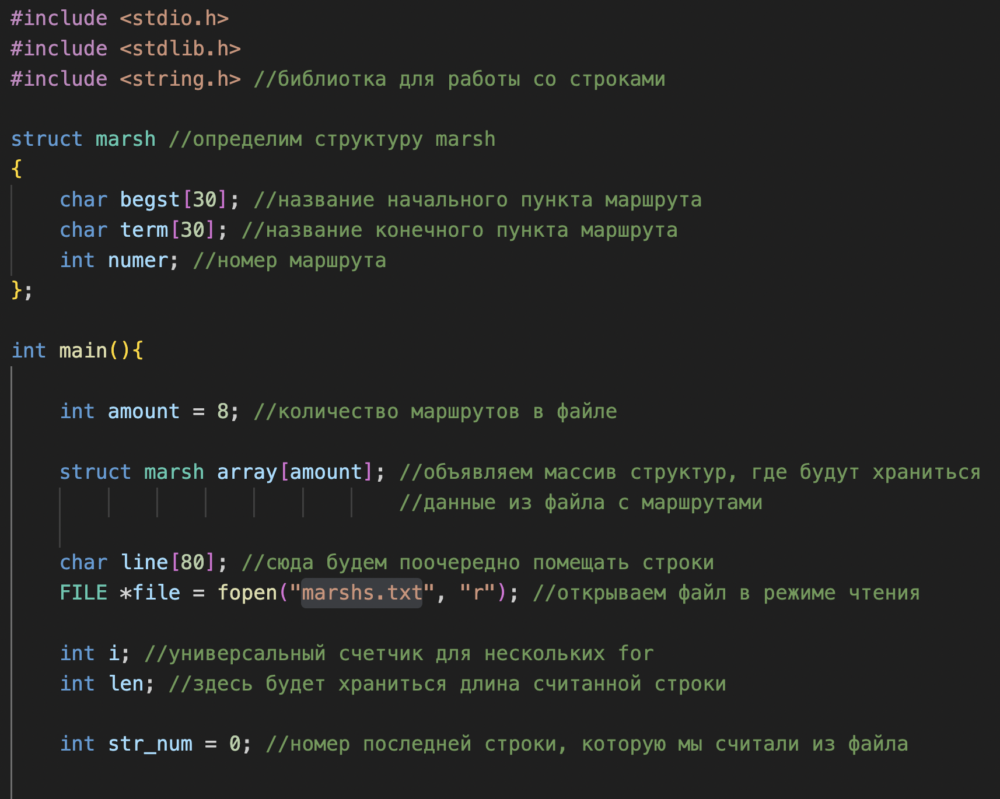 #include <stdio.h>
#include <stdlib.h>
#include <string.h> //библиотка для работы со строками
struct marsh //определим структуру marsh
{
char begst[30]; //название начального пункта маршрута
char term[30]; //название конечного пункта маршрута
int numer; //номер маршрута
};
int main(){
int amount = 8; //количество маршрутов в файле
struct marsh array[amount]; //объявляем массив структур, где будут храниться
//данные из файла с маршрутами
char line[80]; //сюда будем поочередно помещать строки
FILE *file = fopen("marshs.txt", "r"); //открываем файл в режиме чтения
int i; //универсальный счетчик для нескольких for
int len; //здесь будет храниться длина считанной строки
int str_num = 0; //номер последней строки, которую мы считали из файла